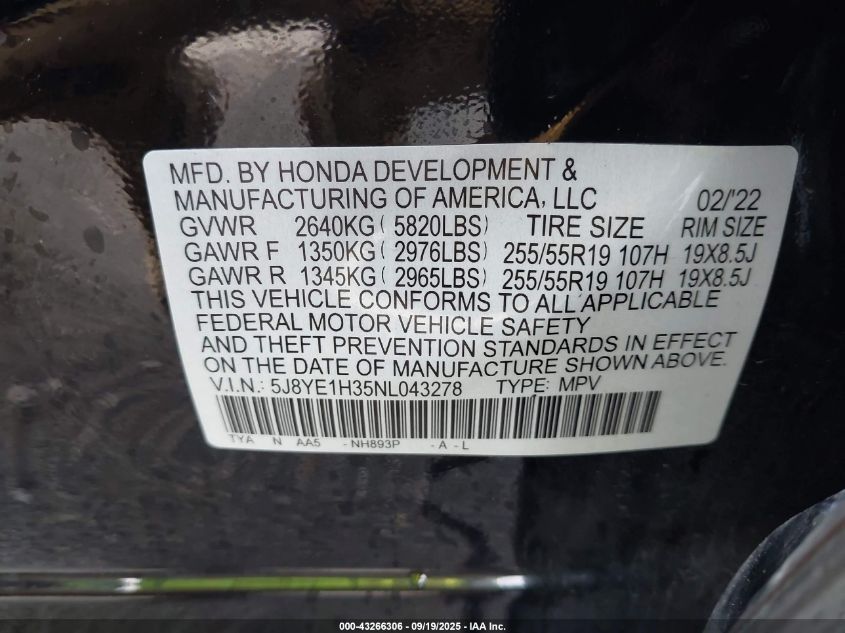 MFD. BY HONDA DEVELOPMENT &
MANUFACTURING OF AMERICA, LLC 02/'22
GVWR 2640KG ( 5820LBS) TIRE SIZE RIM SIZE
GAWR F 1350KG ( 2976LBS) 255/55R19 107H 19X8.5J
GAWR R 1345KG ( 2965LBS) 255/55R19 107H 19X8.5J
THIS VEHICLE CONFORMS TO ALL APPLICABLE
FEDERAL MOTOR VEHICLE SAFETY
AND THEFT PREVENTION STANDARDS IN EFFECT
ON THE DATE OF MANUFACTURE SHOWN ABOVE.
V.I.N.: 5J8YE1H35NL043278 TYPE: MPV
TYA N AA5 -NH893P -A-L
000-43266306 - 09/19/2025 - IAA Inc.